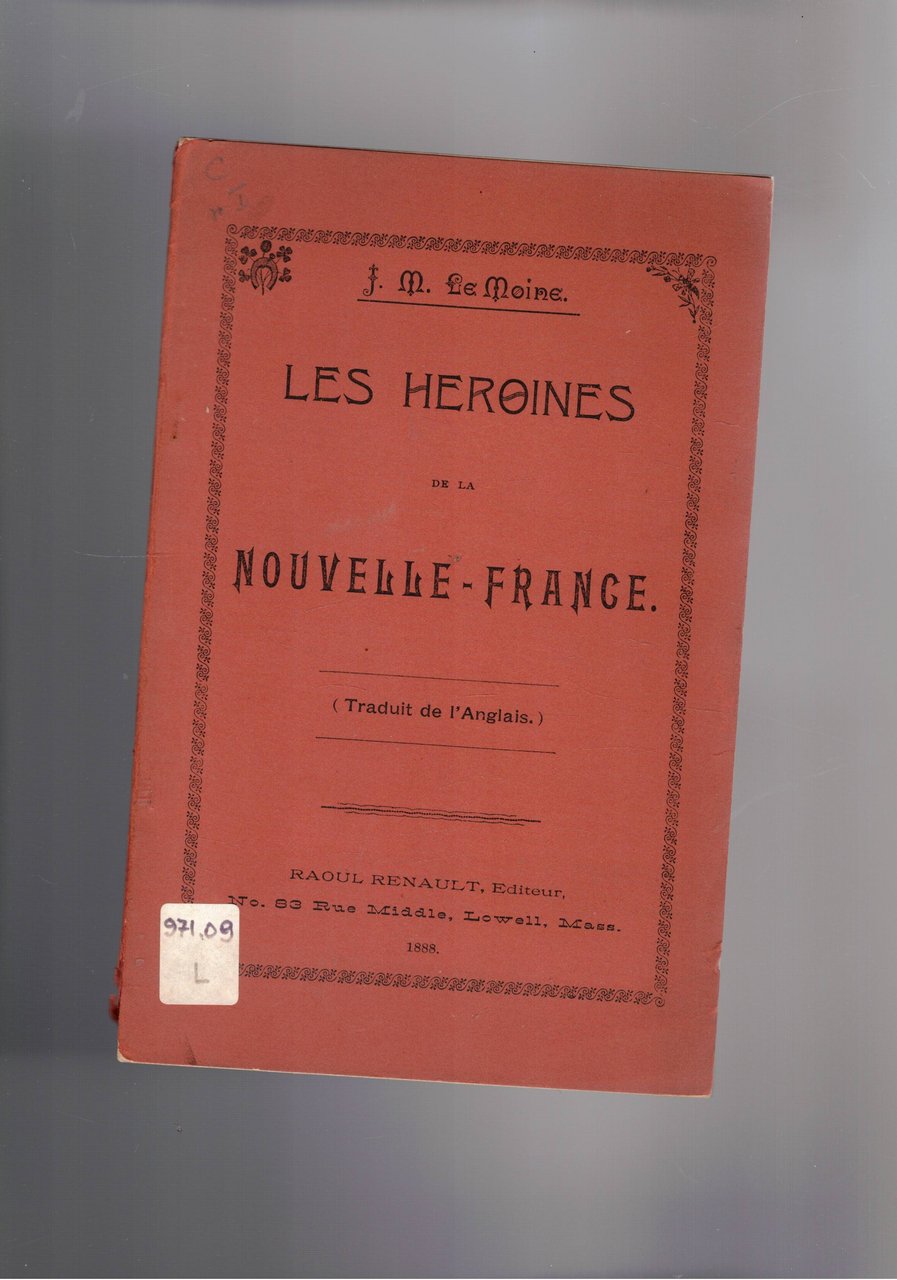 J. M. Le Moine.
LES HEROINES
DE LA
NOUVELLE-FRANCE.
(Traduit de l'Anglais.)
RAOUL RENAULT, Editeur,
No. 83 Rue Middle, Lowell, Mass.
1888.
971.09
L